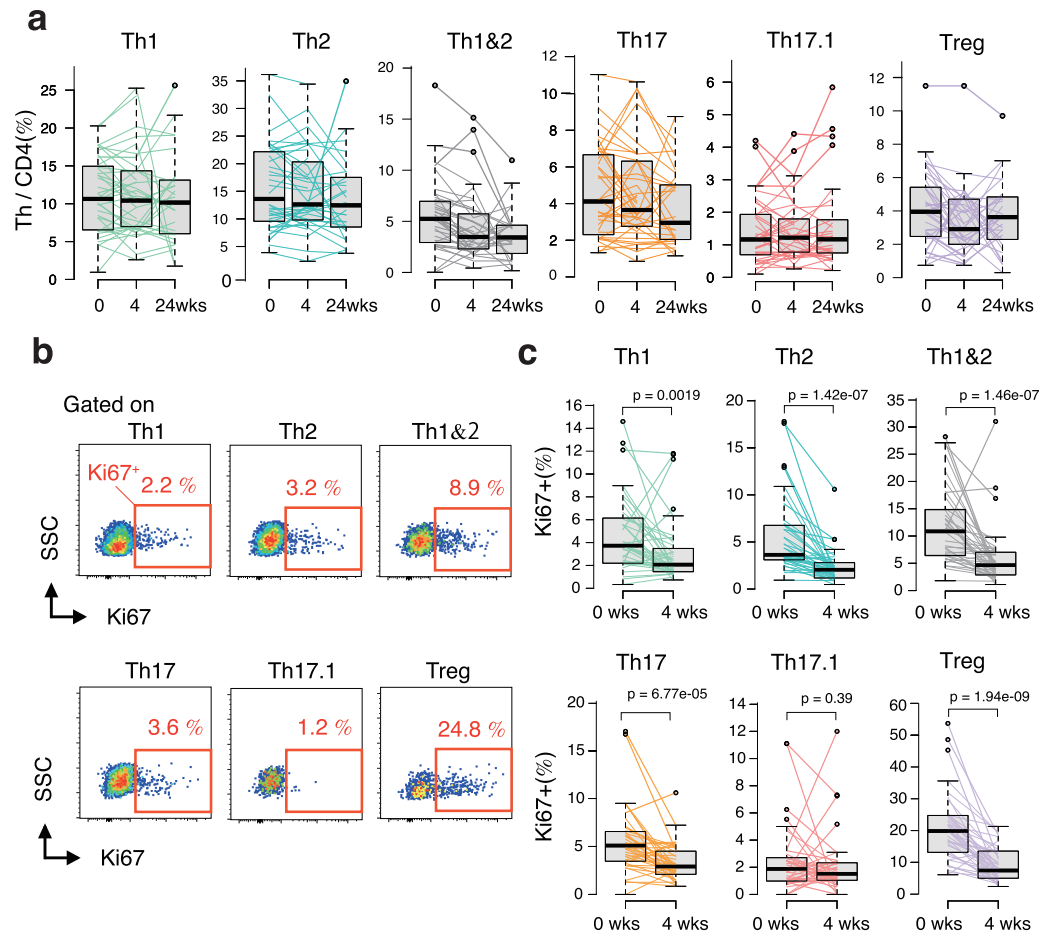 a
Th1 Th2 Th1&2 Th17 Th17.1 Treg
Th / CD4(%)
25
20
15
10
5
0
0 4 24wks
35
30
25
20
15
10
5
0
0 4 24wks
20
15
10
5
0
0 4 24wks
12
10
8
6
4
2
0
0 4 24wks
6
5
4
3
2
1
0
0 4 24wks
12
10
8
6
4
2
0
0 4 24wks
b
Gated on
Th1 Th2 Th1&2
Ki67+
2.2 % 3.2 % 8.9 %
SSC
Ki67
Th17 Th17.1 Treg
3.6 % 1.2 % 24.8 %
SSC
Ki67
c
Th1 Th2 Th1&2
p = 0.0019 p = 1.42e-07 p = 1.46e-07
Ki67+(%)
16
14
12
10
8
6
4
2
0
0 wks 4 wks
20
15
10
5
0
0 wks 4 wks
35
30
25
20
15
10
5
0
0 wks 4 wks
Th17 Th17.1 Treg
p = 6.77e-05 p = 0.39 p = 1.94e-09
Ki67+(%)
20
15
10
5
0
0 wks 4 wks
14
12
10
8
6
4
2
0
0 wks 4 wks
60
50
40
30
20
10
0
0 wks 4 wks